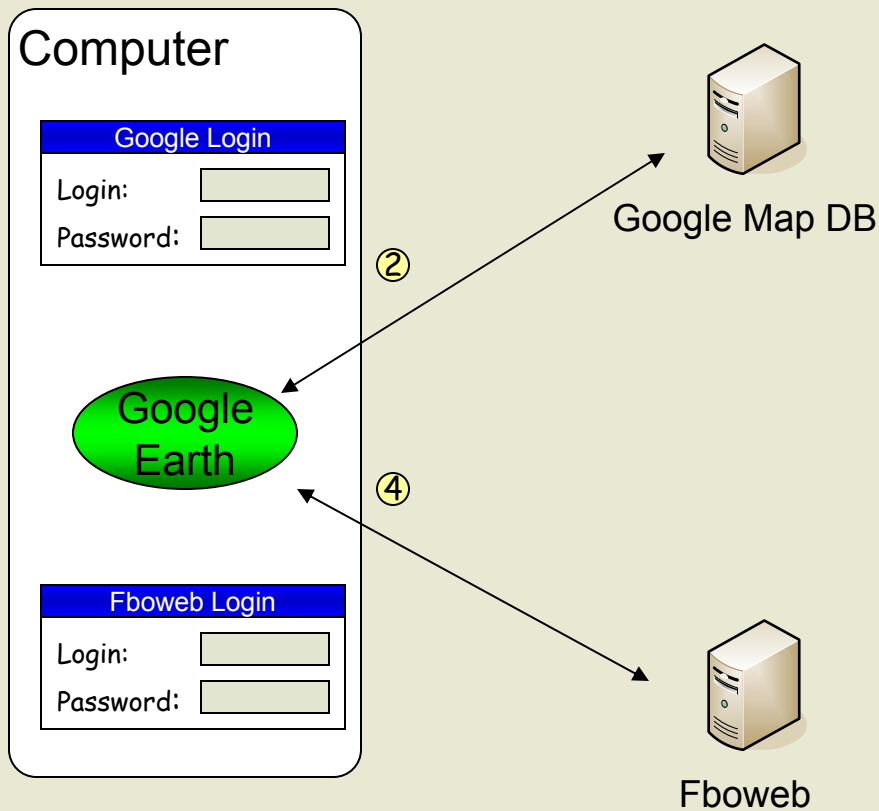 Computer
Google Login
Login:
Password:
Google Map DB
2
Google
Earth
4
Fboweb Login
Login:
Password:
Fboweb